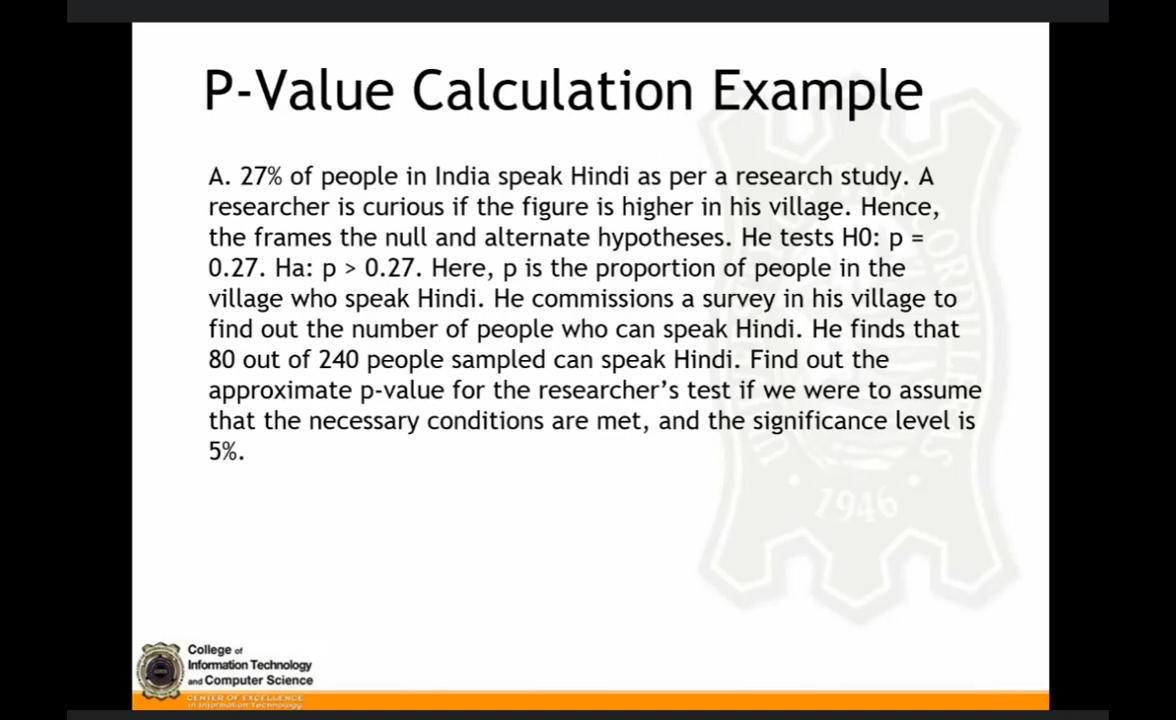 P-Value Calculation Example
A. 27% of people in India speak Hindi as per a research study. A
researcher is curious if the figure is higher in his village. Hence,
the frames the null and alternate hypotheses. He tests H0: p =
0.27. Ha: p > 0.27. Here, p is the proportion of people in the
village who speak Hindi. He commissions a survey in his village to
find out the number of people who can speak Hindi. He finds that
80 out of 240 people sampled can speak Hindi. Find out the
approximate p-value for the researcher’s test if we were to assume
that the necessary conditions are met, and the significance level is
5%.
1946
College of
Information Technology
and Computer Science
CENTER OF EXCELLENCE
in Information Technology